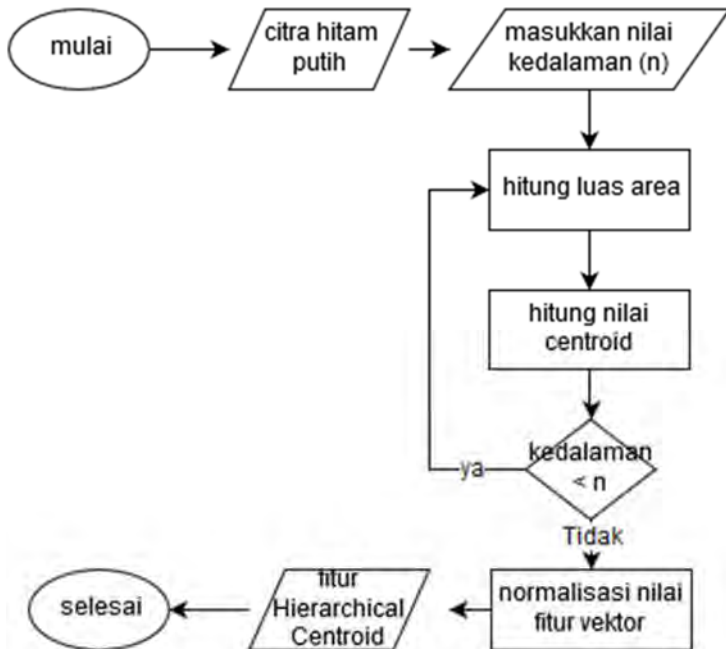 mulai
citra hitam
putih
masukkan nilai
kedalaman (n)
hitung luas area
hitung nilai
centroid
kedalaman
< n
ya
Tidak
normalisasi nilai
fitur vektor
fitur
Hierarchical
Centroid
selesai